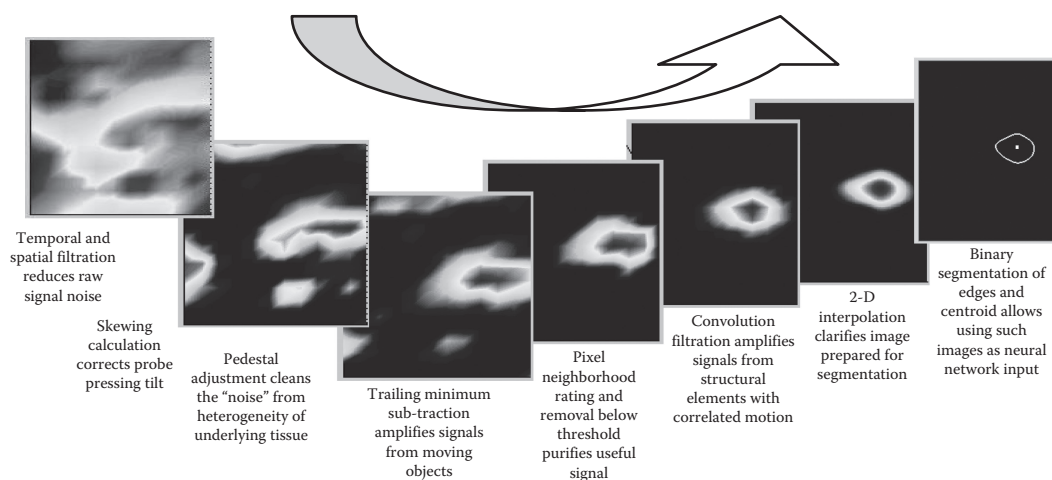 Temporal and
spatial filtration
reduces raw
signal noise
Skewing
calculation
corrects probe
pressing tilt
Pedestal
adjustment cleans
the “noise” from
heterogeneity of
underlying tissue
Trailing minimum
sub-traction
amplifies signals
from moving
objects
Pixel
neighborhood
rating and
removal below
threshold
purifies useful
signal
Convolution
filtration amplifies
signals from
structural
elements with
correlated motion
2-D
interpolation
clarifies image
prepared for
segmentation
Binary
segmentation of
edges and
centroid allows
using such
images as neural
network input